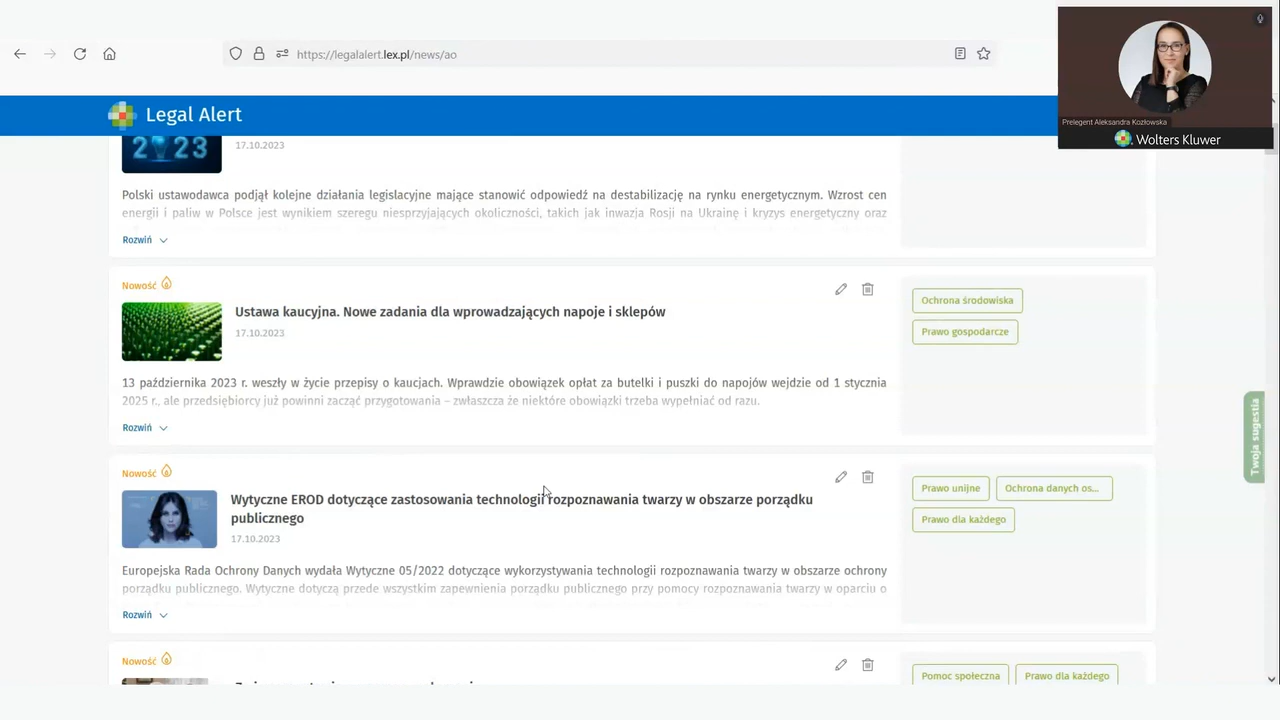 https://legalalert.lex.pl/news/ao
Prelegent Aleksandra Kozłowska
Wolters Kluwer
Legal Alert
2023
17.10.2023
Polski ustawodawca podjął kolejne działania legislacyjne mające stanowić odpowiedź na destabilizację na rynku energetycznym. Wzrost cen
energii i paliw w Polsce jest wynikiem szeregu niesprzyjających okoliczności, takich jak inwazja Rosji na Ukrainę i kryzys energetyczny oraz
Rozwiń
Nowość
Ustawa kaucyjna. Nowe zadania dla wprowadzających napoje i sklepów
17.10.2023
Ochrona środowiska
Prawo gospodarcze
13 października 2023 r. weszły w życie przepisy o kaucjach. Wprawdzie obowiązek opłat za butelki i puszki do napojów wejdzie od 1 stycznia
2025 r., ale przedsiębiorcy już powinni zacząć przygotowania – zwłaszcza że niektóre obowiązki trzeba wypełniać od razu.
Rozwiń
Twoja sugestia
Nowość
Wytyczne EROD dotyczące zastosowania technologii rozpoznawania twarzy w obszarze porządku
publicznego
17.10.2023
Prawo unijne
Ochrona danych os...
Prawo dla każdego
Europejska Rada Ochrony Danych wydała Wytyczne 05/2022 dotyczące wykorzystywania technologii rozpoznawania twarzy w obszarze ochrony
porządku publicznego. Wytyczne dotyczą przede wszystkim zapewnienia porządku publicznego przy pomocy rozpoznawania twarzy w oparciu o
Rozwiń
Nowość
Pomoc społeczna
Prawo dla każdego